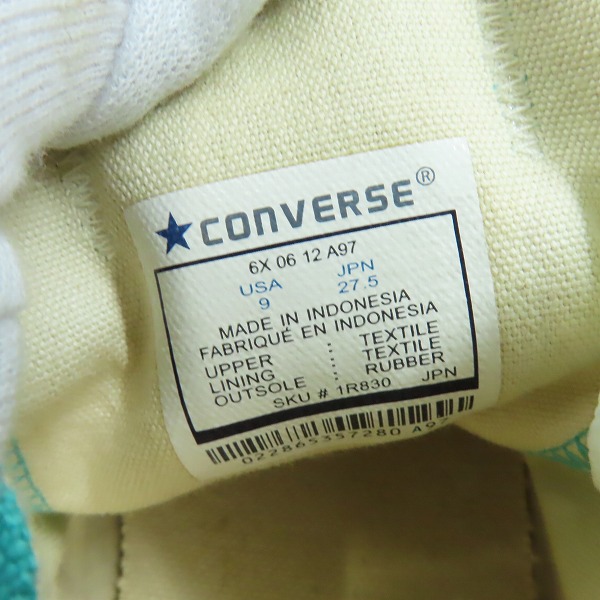 CONVERSE®
6X 06 12 A97
USA JPN
9 27.5
MADE IN INDONESIA
FABRIQUÉ EN INDONESIA
UPPER : TEXTILE
LINING : TEXTILE
OUTSOLE : RUBBER
SKU # 1R830 JPN
022865357280 A97